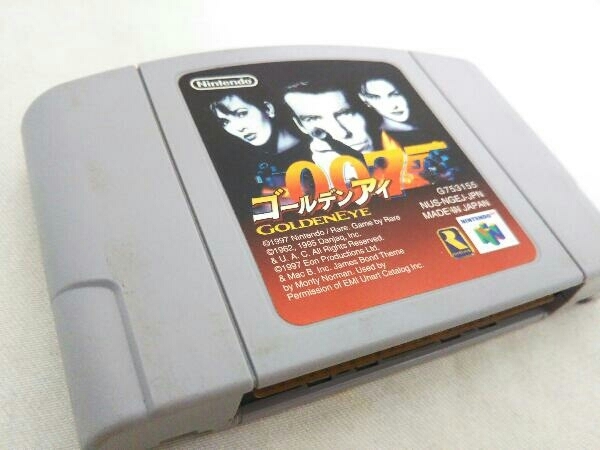 Nintendo
007
ゴールデンアイ
GOLDENEYE
G753155
NUS-NGEJ-JPN
MADE IN JAPAN
©1997 Nintendo / Rare. Game by Rare
©1962, 1995 Danjaq, Inc.
& U. A. C. All Rights Reserved.
©1997 Eon Productions Ltd.
& Mac B. Inc. James Bond Theme
by Monty Norman. Used by
Permission of EMI Unart Catalog Inc.
NINTENDO 64